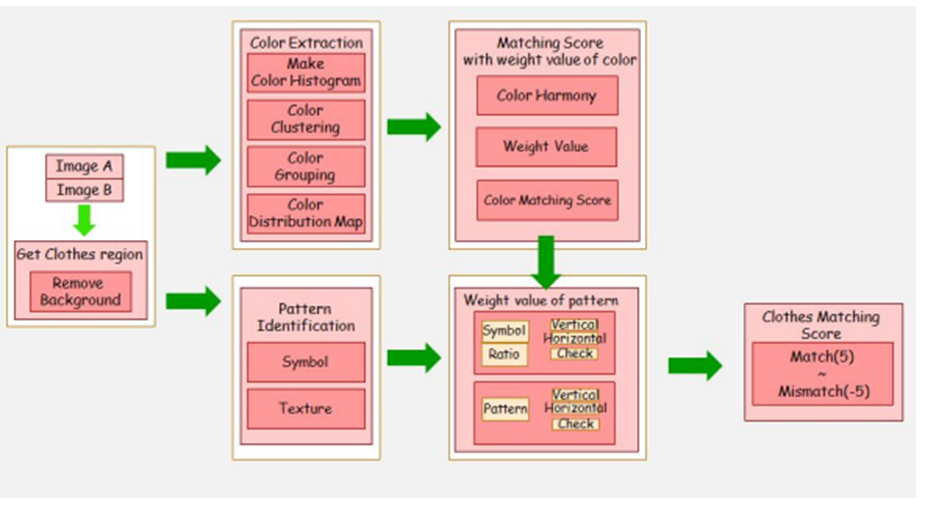 Image A
Image B
Get Clothes region
Remove
Background
Color Extraction
Make
Color Histogram
Color
Clustering
Color
Grouping
Color
Distribution Map
Pattern
Identification
Symbol
Texture
Matching Score
with weight value of color
Color Harmony
Weight Value
Color Matching Score
Weight value of pattern
Symbol
Ratio
Vertical
Horizontal
Check
Pattern
Vertical
Horizontal
Check
Clothes Matching
Score
Match(5)
~
Mismatch(-5)